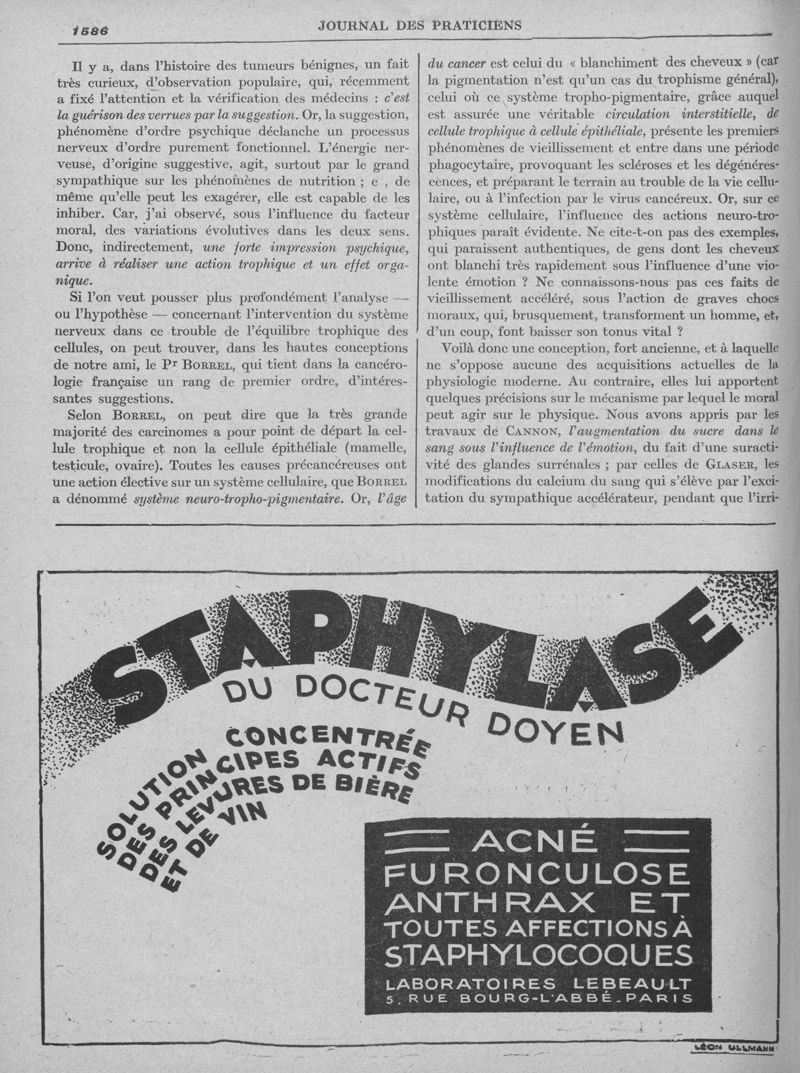 1586
JOURNAL DES PRATICIENS
Il y a, dans l'histoire des tumeurs bénignes, un fait
très curieux, d'observation populaire, qui, récemment
a fixé l'attention et la vérification des médecins : c'est
la guérison des verrues par la suggestion. Or, la suggestion,
phénomène d'ordre psychique déclanche un processus
nerveux d'ordre purement fonctionnel. L'énergie ner-
veuse, d'origine suggestive, agit, surtout par le grand
sympathique sur les phénomènes de nutrition ; e , de
même qu'elle peut les exagérer, elle est capable de les
inhiber. Car, j'ai observé, sous l'influence du facteur
moral, des variations évolutives dans les deux sens.
Donc, indirectement, une forte impression psychique,
arrive à réaliser une action trophique et un effet orga-
nique.
Si l'on veut pousser plus profondément l'analyse —
ou l'hypothèse — concernant l'intervention du système
nerveux dans ce trouble de l'équilibre trophique des
cellules, on peut trouver, dans les hautes conceptions
de notre ami, le Pr BORREL, qui tient dans la cancéro-
logie française un rang de premier ordre, d'intéres-
santes suggestions.
Selon BORREL, on peut dire que la très grande
majorité des carcinomes a pour point de départ la cel-
lule trophique et non la cellule épithéliale (mamelle,
testicule, ovaire). Toutes les causes précancéreuses ont
une action élective sur un système cellulaire, que BORREL
a dénommé système neuro-tropho-pigmentaire. Or, l'âge
du cancer est celui du « blanchiment des cheveux » (car
la pigmentation n'est qu'un cas du trophisme général),
celui où ce système tropho-pigmentaire, grâce auquel
est assurée une véritable circulation interstitielle, de
cellule trophique à cellule épithéliale, présente les premiers
phénomènes de vieillissement et entre dans une période
phagocytaire, provoquant les scléroses et les dégénéres-
cences, et préparant le terrain au trouble de la vie cellu-
laire, ou à l'infection par le virus cancéreux. Or, sur ce
système cellulaire, l'influence des actions neuro-tro-
phiques paraît évidente. Ne cite-t-on pas des exemples,
qui paraissent authentiques, de gens dont les cheveux
ont blanchi très rapidement sous l'influence d'une vio-
lente émotion ? Ne connaissons-nous pas ces faits de
vieillissement accéléré, sous l'action de graves chocs
moraux, qui, brusquement, transforment un homme, et,
d'un coup, font baisser son tonus vital ?
Voilà donc une conception, fort ancienne, et à laquelle
ne s'oppose aucune des acquisitions actuelles de la
physiologie moderne. Au contraire, elles lui apportent
quelques précisions sur le mécanisme par lequel le moral
peut agir sur le physique. Nous avons appris par les
travaux de CANNON, l'augmentation du sucre dans le
sang sous l'influence de l'émotion, du fait d'une suracti-
vité des glandes surrénales ; par celles de GLASER, les
modifications du calcium du sang qui s'élève par l'exci-
tation du sympathique accélérateur, pendant que l'irri-
STAPHYLASE
DU DOCTEUR DOYEN
SOLUTION CONCENTRÉE
DES PRINCIPES ACTIFS
DES LEVURES DE BIÈRE
ET DE VIN
ACNÉ
FURONCULOSE
ANTHRAX ET
TOUTES AFFECTIONS À
STAPHYLOCOQUES
LABORATOIRES LEBEAULT
5, RUE BOURG-L'ABBÉ - PARIS
LÉON ULLMANN